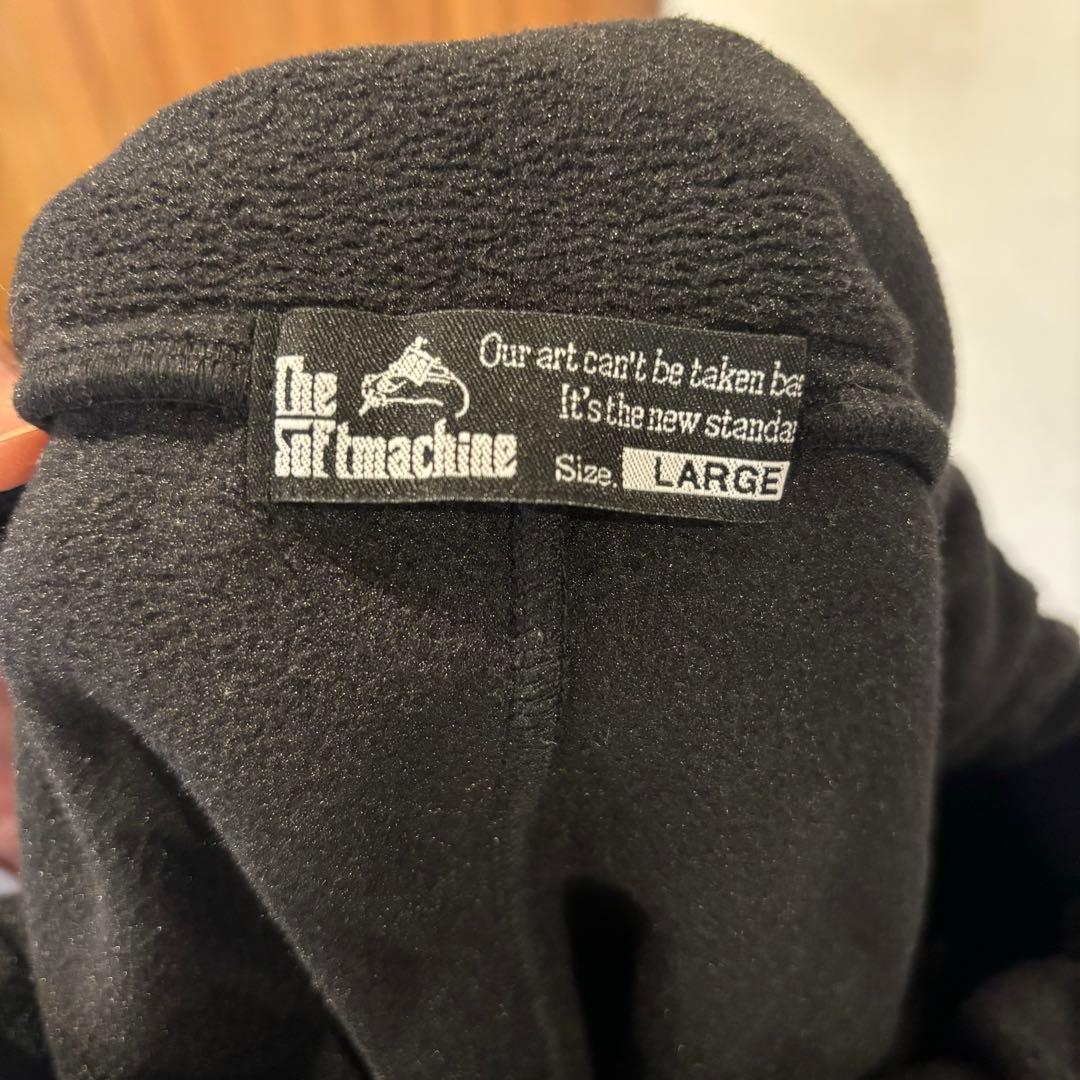 The
Softmachine
Our art can't be taken
It's the new
Size. LARGE